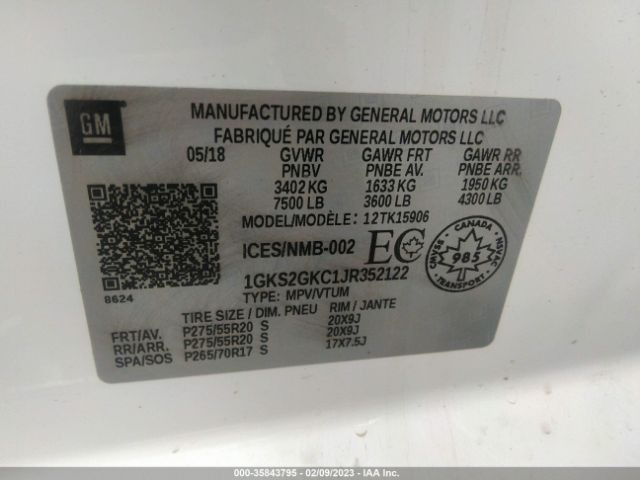 GM
MANUFACTURED BY GENERAL MOTORS LLC
FABRIQUÉ PAR GENERAL MOTORS LLC
05/18 GVWR GAWR FRT GAWR RR
PNBV PNBE AV. PNBE ARR.
3402 KG 1633 KG 1950 KG
7500 LB 3600 LB 4300 LB
MODEL/MODÈLE: 12TK15906
ICES/NMB-002 EC
CANADA
NSVAC 985 BSMVC
TRANSPORT
8624
1GKS2GKC1JR352122
TYPE: MPV/VTUM
TIRE SIZE / DIM. PNEU RIM / JANTE
FRT/AV. P275/55R20 S 20X9J
RR/ARR. P275/55R20 S 20X9J
SPA/SOS P265/70R17 S 17X7.5J
000-35843795 - 02/09/2023 - IAA Inc.